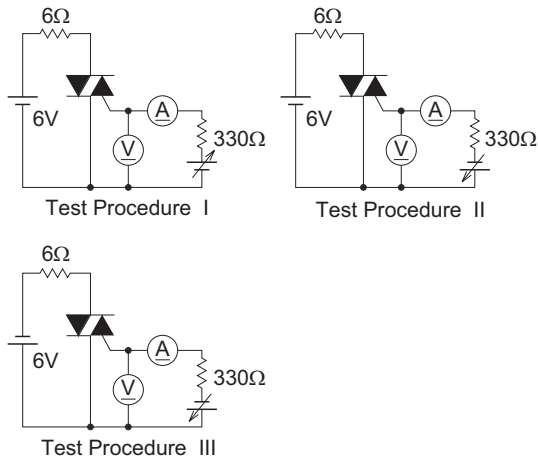 6Ω
6V
A
V
330Ω
Test Procedure I
6Ω
6V
A
V
330Ω
Test Procedure II
6Ω
6V
A
V
330Ω
Test Procedure III